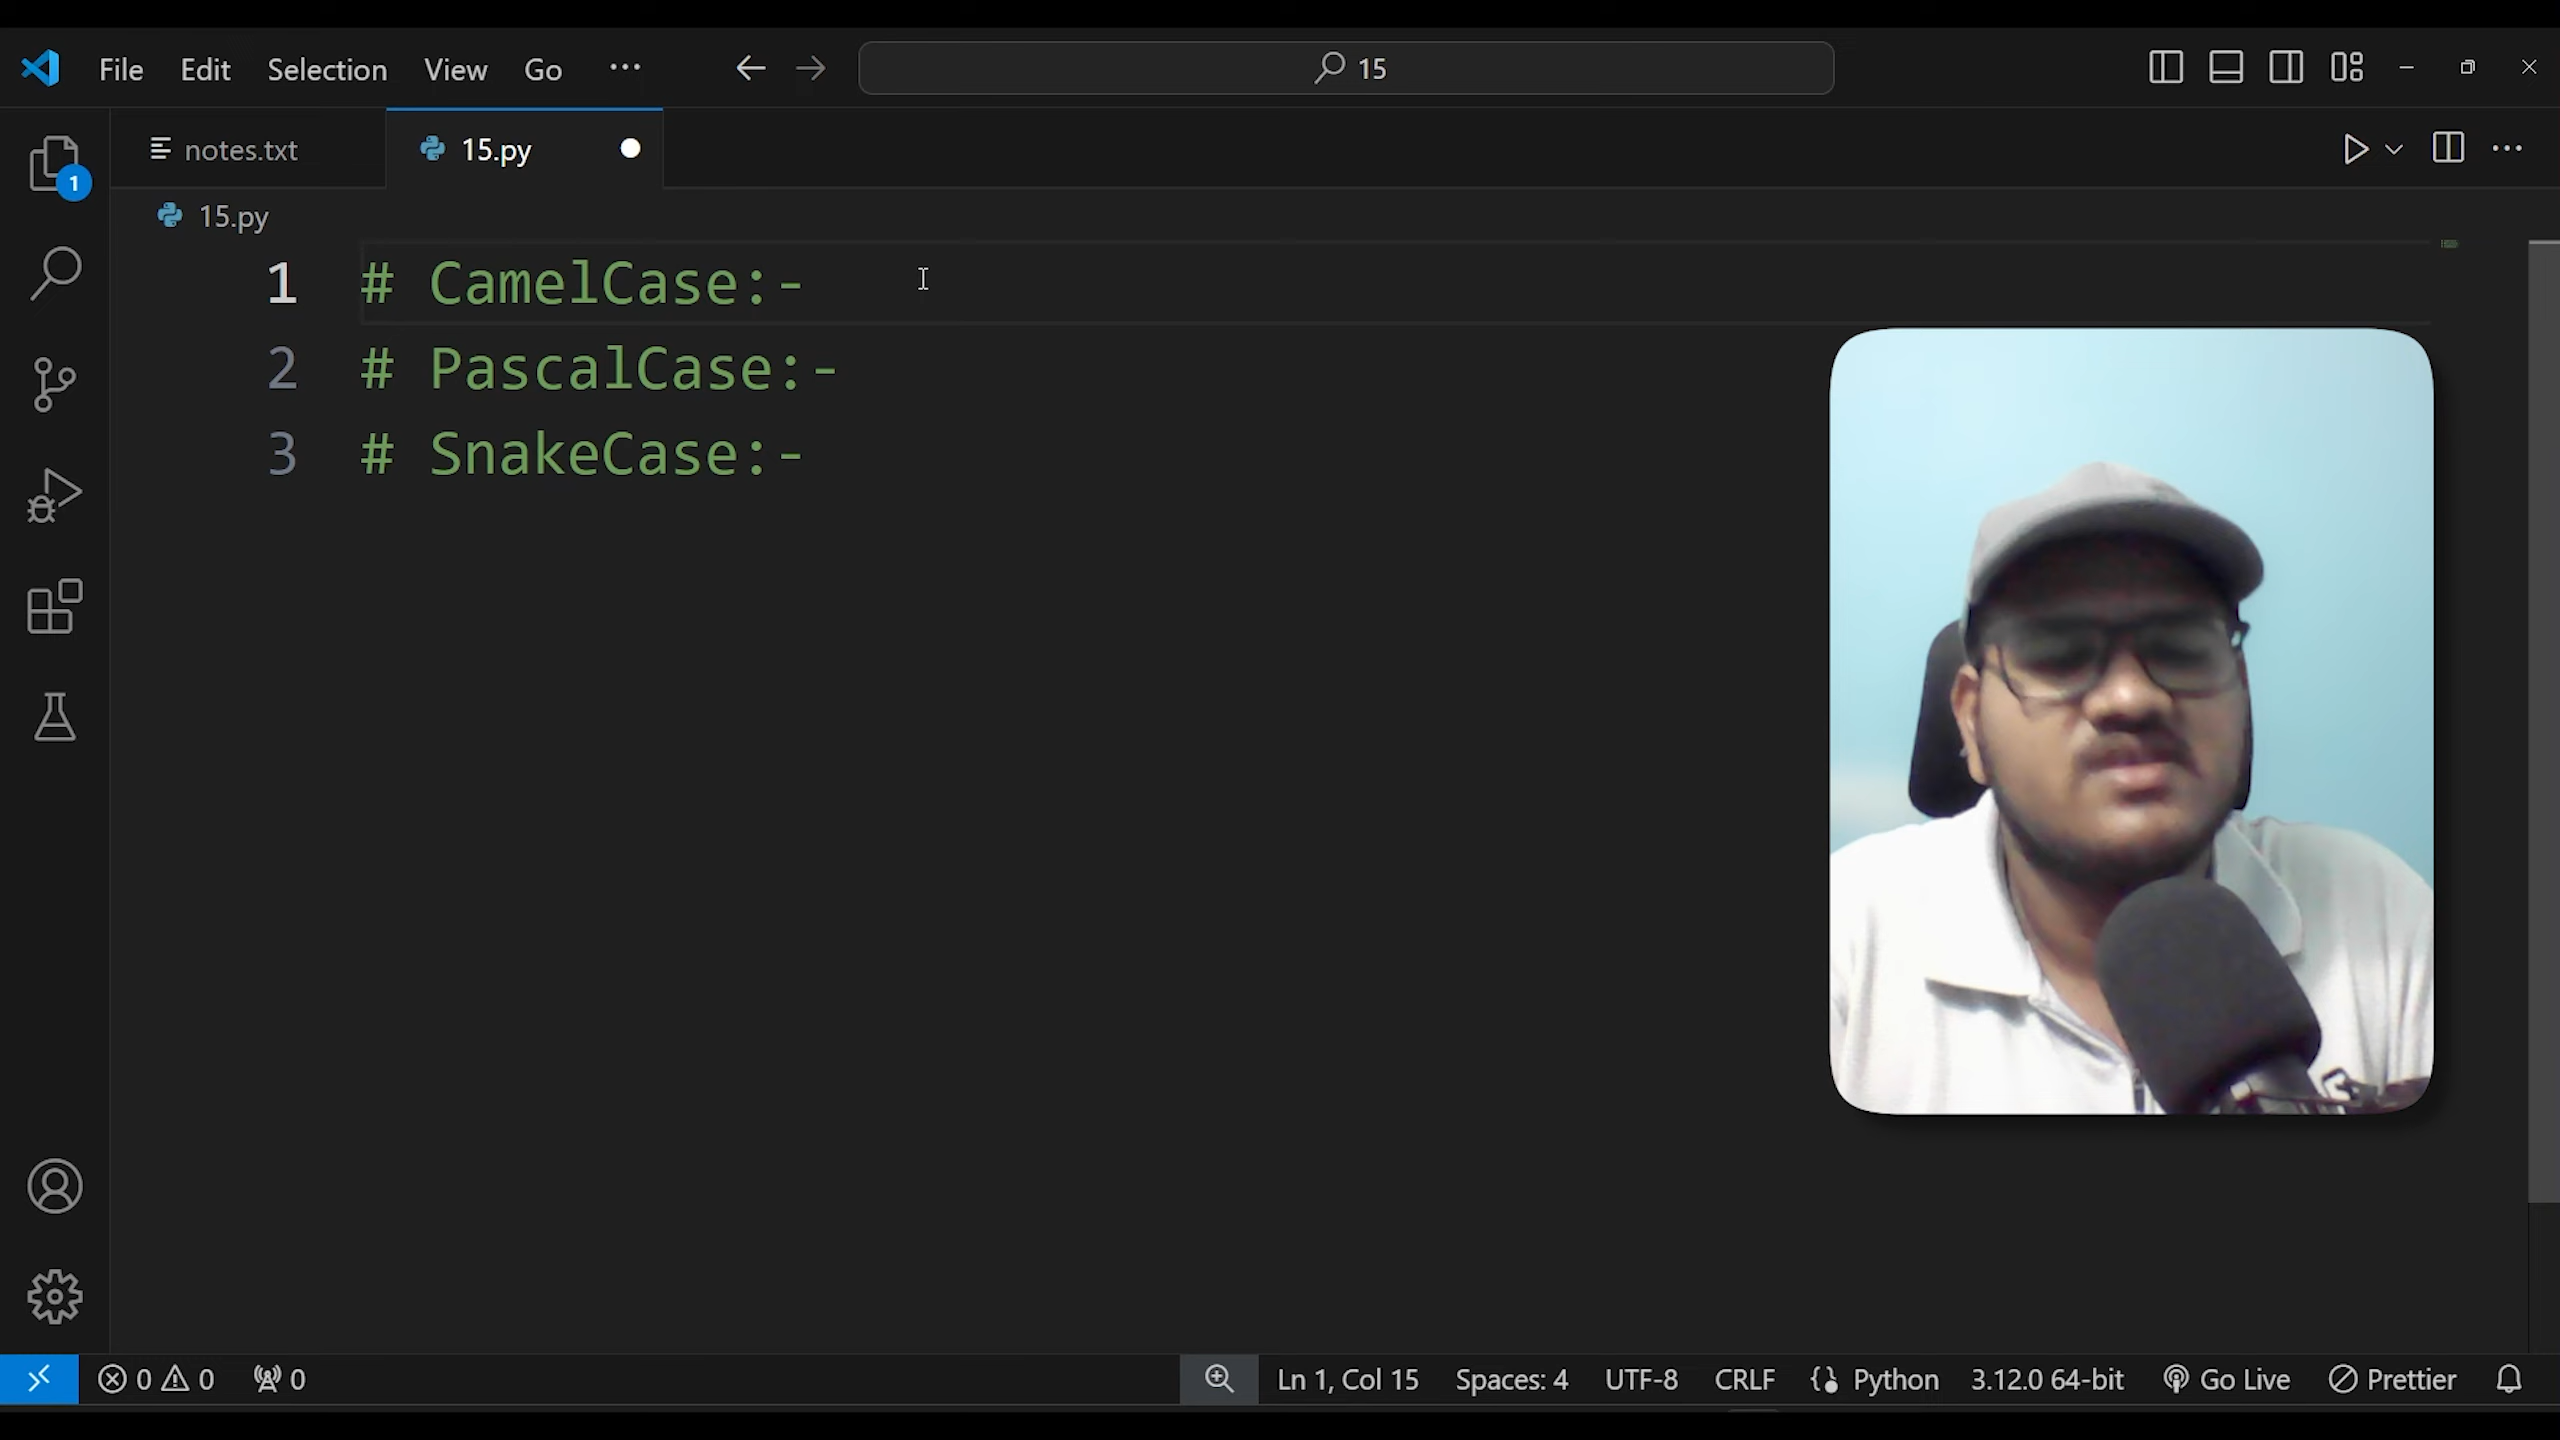 File Edit Selection View Go ··· 15
1
notes.txt 15.py
15.py
1 # CamelCase:-
2 # PascalCase:-
3 # SnakeCase:-
0 0 0 Ln 1, Col 15 Spaces: 4 UTF-8 CRLF Python 3.12.0 64-bit Go Live Prettier